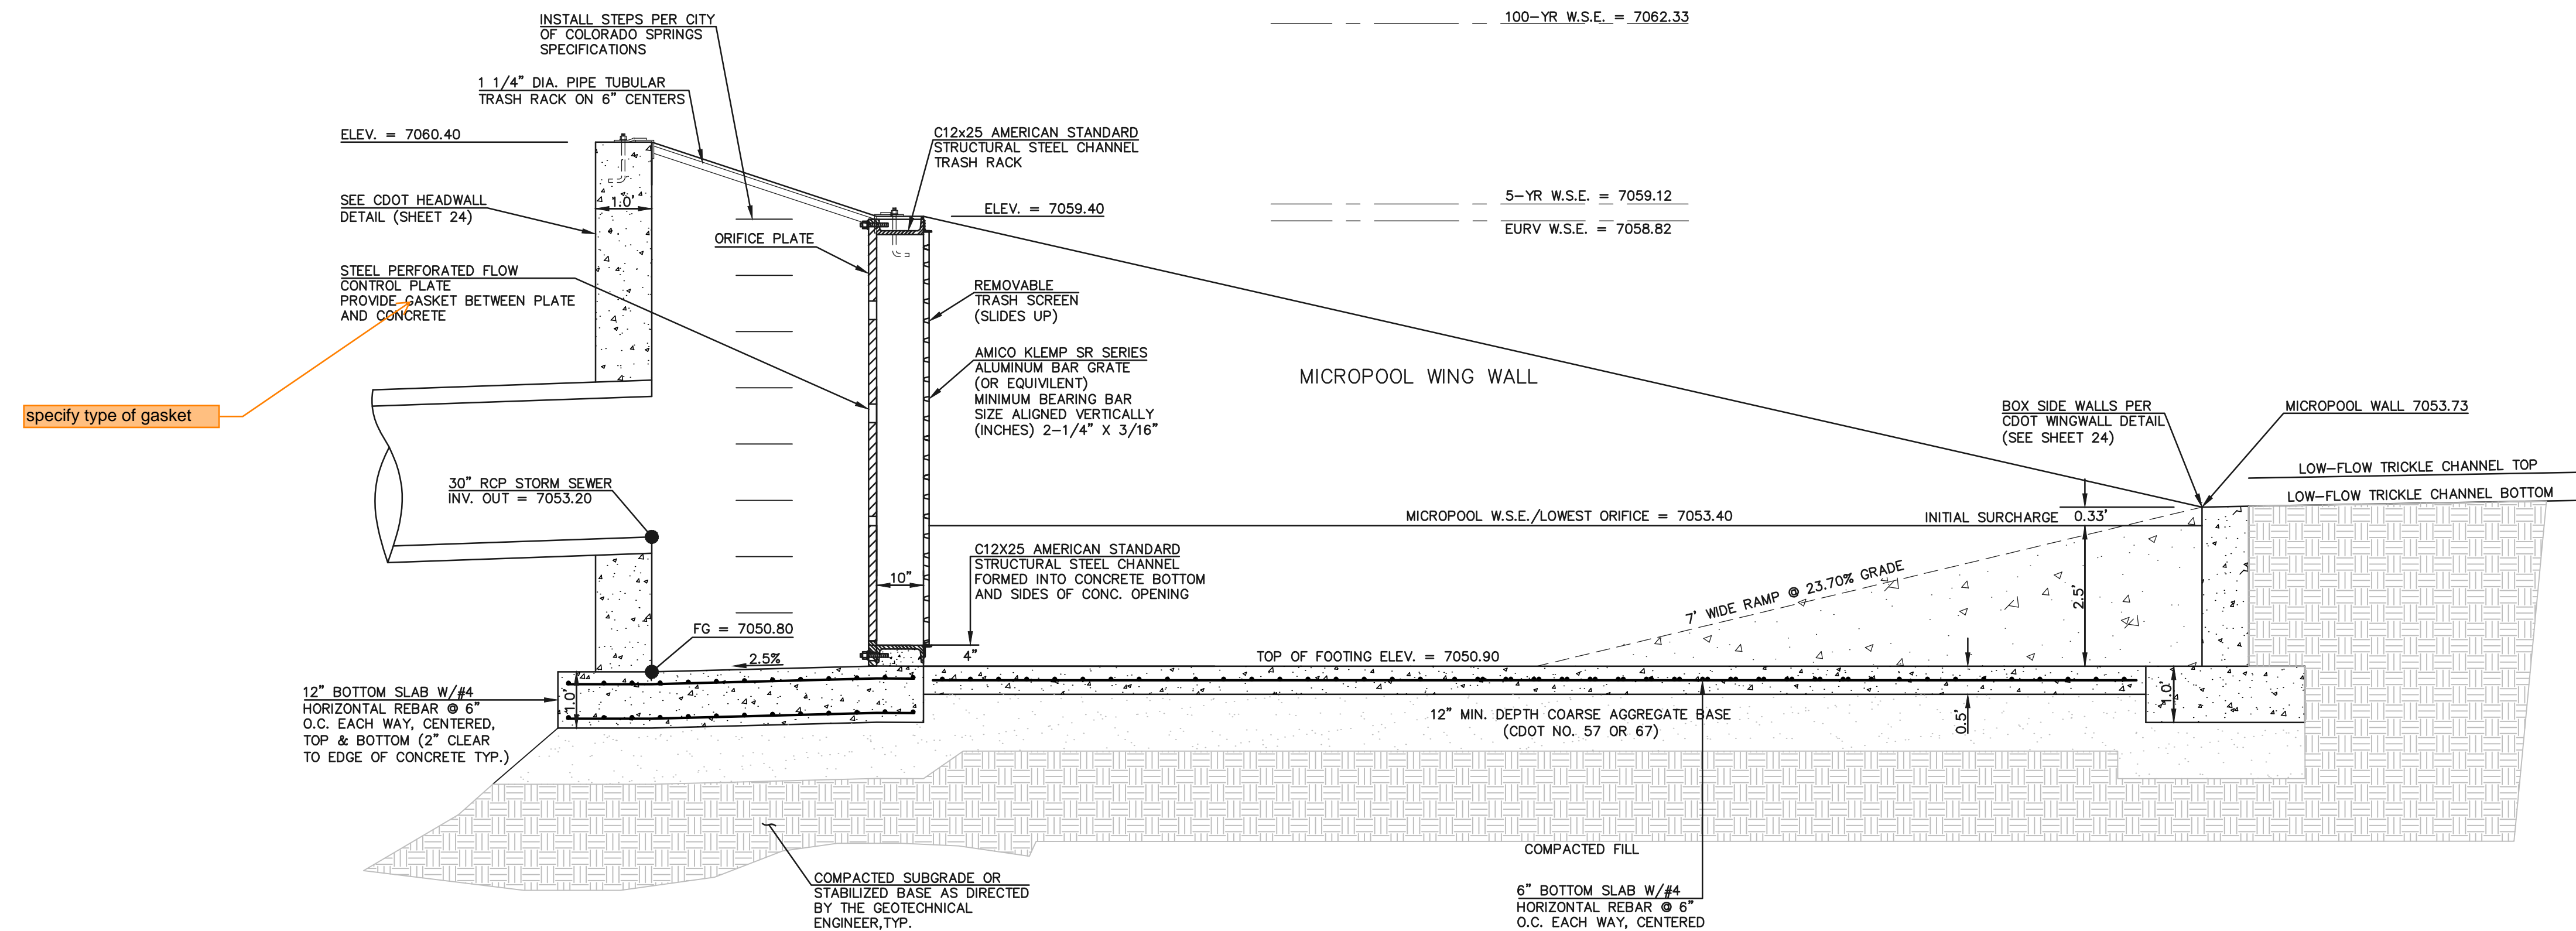 INSTALL STEPS PER CITY
OF COLORADO SPRINGS
SPECIFICATIONS
100-YR W.S.E. = 7062.33
1 1/4" DIA. PIPE TUBULAR
TRASH RACK ON 6" CENTERS
ELEV. = 7060.40
C12x25 AMERICAN STANDARD
STRUCTURAL STEEL CHANNEL
TRASH RACK
SEE CDOT HEADWALL
DETAIL (SHEET 24)
1.0'
ELEV. = 7059.40
5-YR W.S.E. = 7059.12
EURV W.S.E. = 7058.82
ORIFICE PLATE
STEEL PERFORATED FLOW
CONTROL PLATE
PROVIDE GASKET BETWEEN PLATE
AND CONCRETE
REMOVABLE
TRASH SCREEN
(SLIDES UP)
AMICO KLEMP SR SERIES
ALUMINUM BAR GRATE
(OR EQUIVILENT)
MINIMUM BEARING BAR
SIZE ALIGNED VERTICALLY
(INCHES) 2-1/4" X 3/16"
MICROPOOL WING WALL
specify type of gasket
BOX SIDE WALLS PER
CDOT WINGWALL DETAIL
(SEE SHEET 24)
MICROPOOL WALL 7053.73
LOW-FLOW TRICKLE CHANNEL TOP
LOW-FLOW TRICKLE CHANNEL BOTTOM
30" RCP STORM SEWER
INV. OUT = 7053.20
MICROPOOL W.S.E./LOWEST ORIFICE = 7053.40
INITIAL SURCHARGE 0.33'
C12X25 AMERICAN STANDARD
STRUCTURAL STEEL CHANNEL
FORMED INTO CONCRETE BOTTOM
AND SIDES OF CONC. OPENING
10"
7' WIDE RAMP @ 23.70% GRADE
2.5'
FG = 7050.80
2.5%
4"
TOP OF FOOTING ELEV. = 7050.90
12" BOTTOM SLAB W/#4
HORIZONTAL REBAR @ 6"
O.C. EACH WAY, CENTERED,
TOP & BOTTOM (2" CLEAR
TO EDGE OF CONCRETE TYP.)
1.0'
12" MIN. DEPTH COARSE AGGREGATE BASE
(CDOT NO. 57 OR 67)
0.5'
1.0'
COMPACTED FILL
COMPACTED SUBGRADE OR
STABILIZED BASE AS DIRECTED
BY THE GEOTECHNICAL
ENGINEER,TYP.
6" BOTTOM SLAB W/#4
HORIZONTAL REBAR @ 6"
O.C. EACH WAY, CENTERED